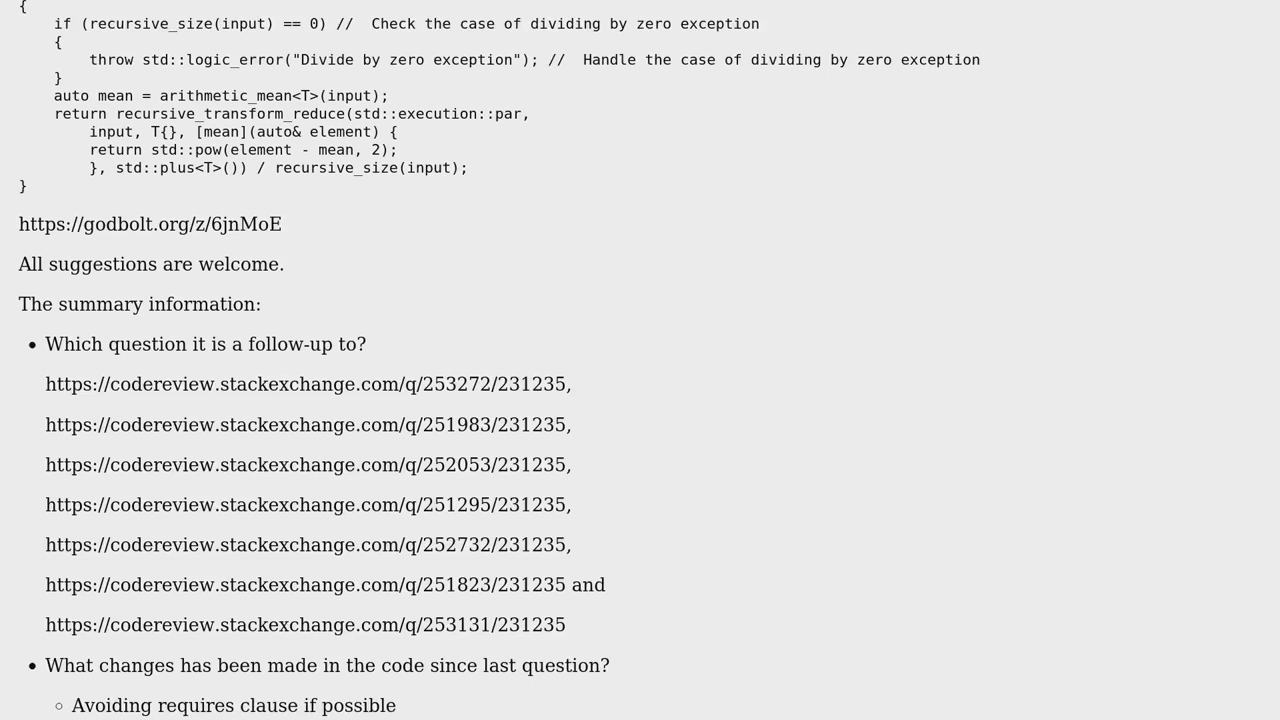 {
    if (recursive_size(input) == 0) //  Check the case of dividing by zero exception
    {
        throw std::logic_error("Divide by zero exception"); //  Handle the case of dividing by zero exception
    }
    auto mean = arithmetic_mean<T>(input);
    return recursive_transform_reduce(std::execution::par,
        input, T{}, [mean](auto& element) {
        return std::pow(element - mean, 2);
        }, std::plus<T>()) / recursive_size(input);
}
https://godbolt.org/z/6jnMoE
All suggestions are welcome.
The summary information:
• Which question it is a follow-up to?
https://codereview.stackexchange.com/q/253272/231235,
https://codereview.stackexchange.com/q/251983/231235,
https://codereview.stackexchange.com/q/252053/231235,
https://codereview.stackexchange.com/q/251295/231235,
https://codereview.stackexchange.com/q/252732/231235,
https://codereview.stackexchange.com/q/251823/231235 and
https://codereview.stackexchange.com/q/253131/231235
• What changes has been made in the code since last question?
◦ Avoiding requires clause if possible